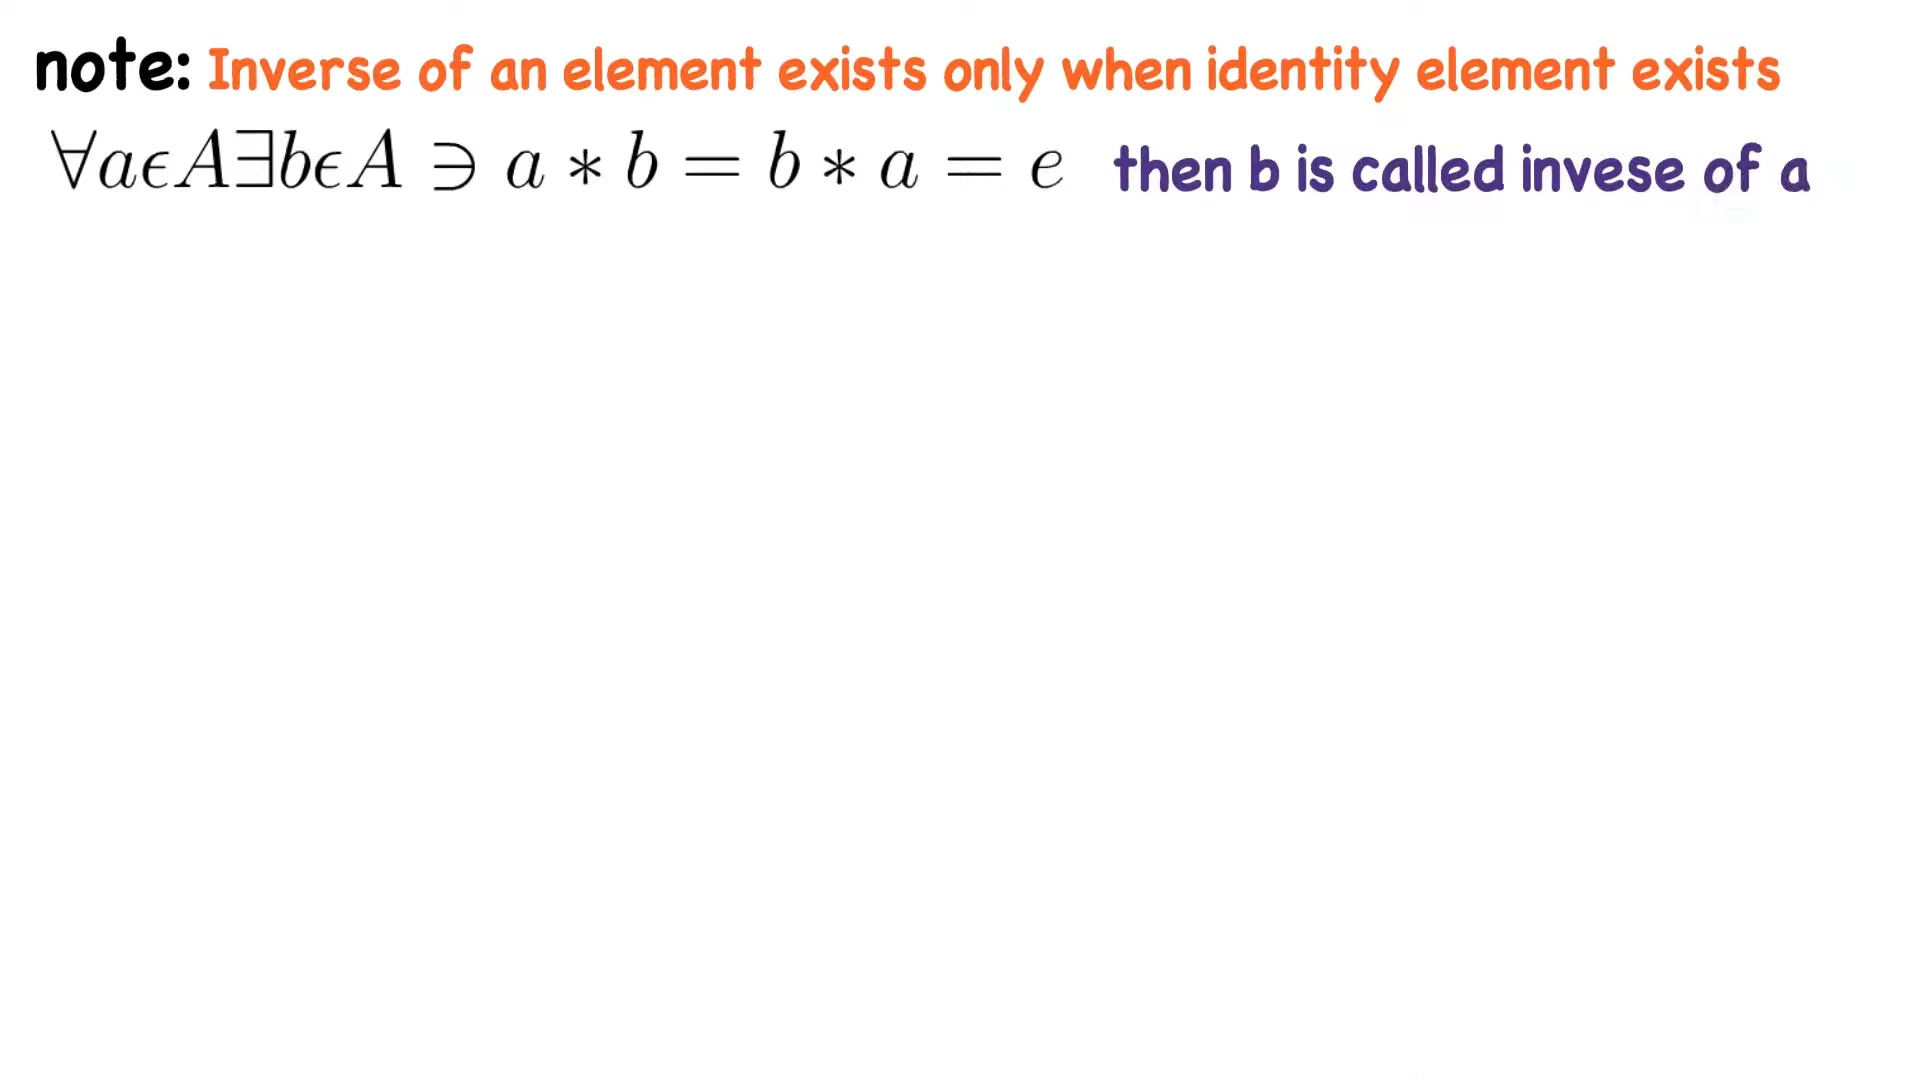 note: Inverse of an element exists only when identity element exists
∀aϵA∃bϵA ∋ a ∗ b = b ∗ a = e then b is called invese of a